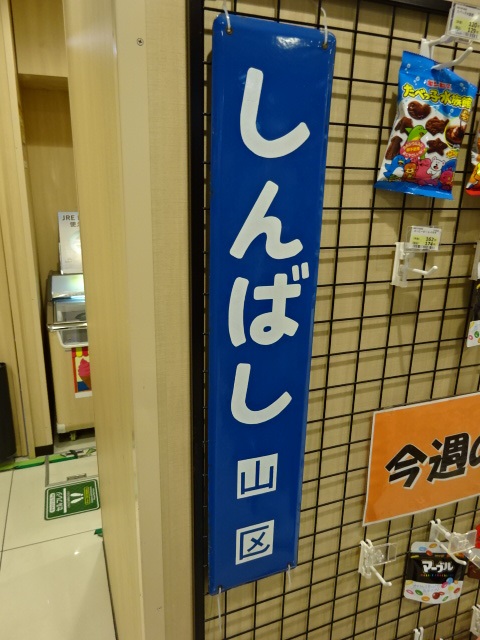 しんばし
山
区
たべっ子水族館
今週の
マーブル
JRE